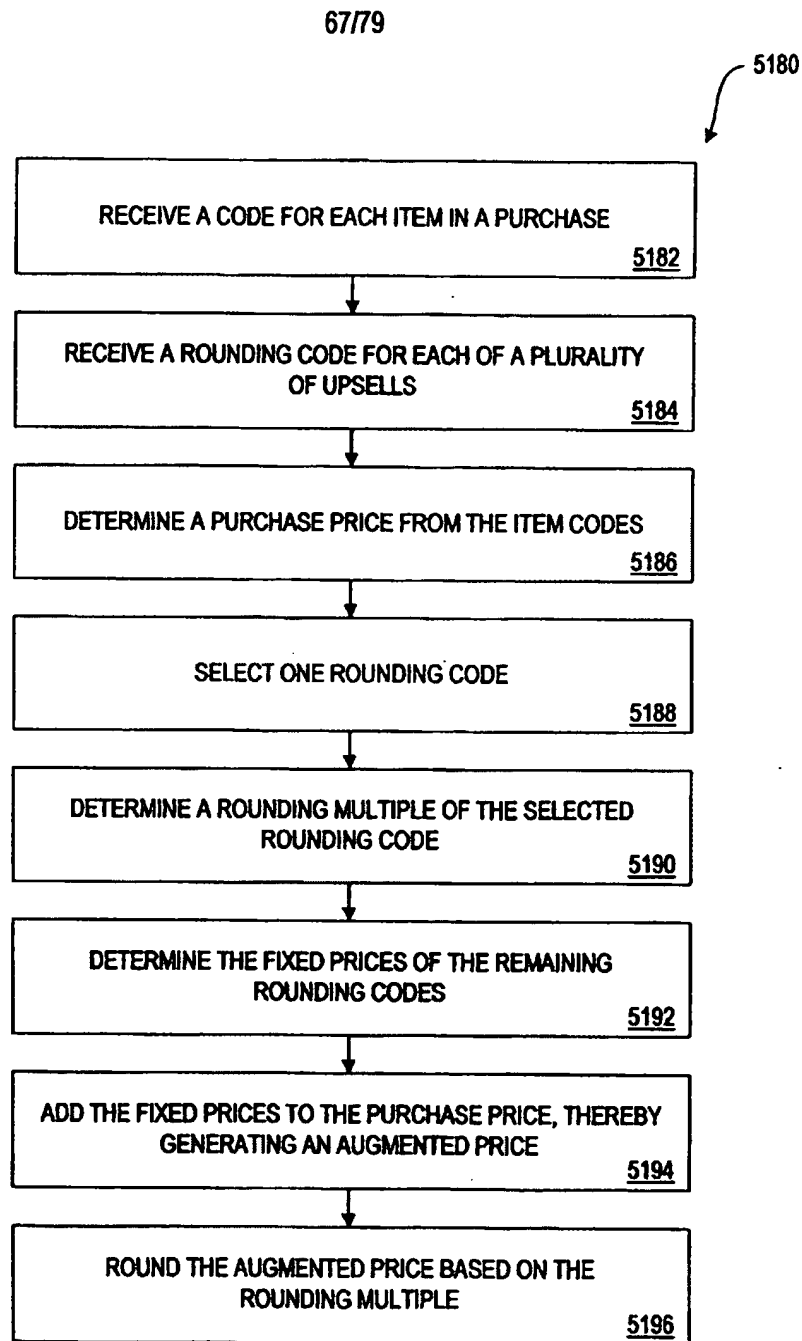 67/79
5180
RECEIVE A CODE FOR EACH ITEM IN A PURCHASE
5182
RECEIVE A ROUNDING CODE FOR EACH OF A PLURALITY
OF UPSELLS
5184
DETERMINE A PURCHASE PRICE FROM THE ITEM CODES
5186
SELECT ONE ROUNDING CODE
5188
DETERMINE A ROUNDING MULTIPLE OF THE SELECTED
ROUNDING CODE
5190
DETERMINE THE FIXED PRICES OF THE REMAINING
ROUNDING CODES
5192
ADD THE FIXED PRICES TO THE PURCHASE PRICE, THEREBY
GENERATING AN AUGMENTED PRICE
5194
ROUND THE AUGMENTED PRICE BASED ON THE
ROUNDING MULTIPLE
5196